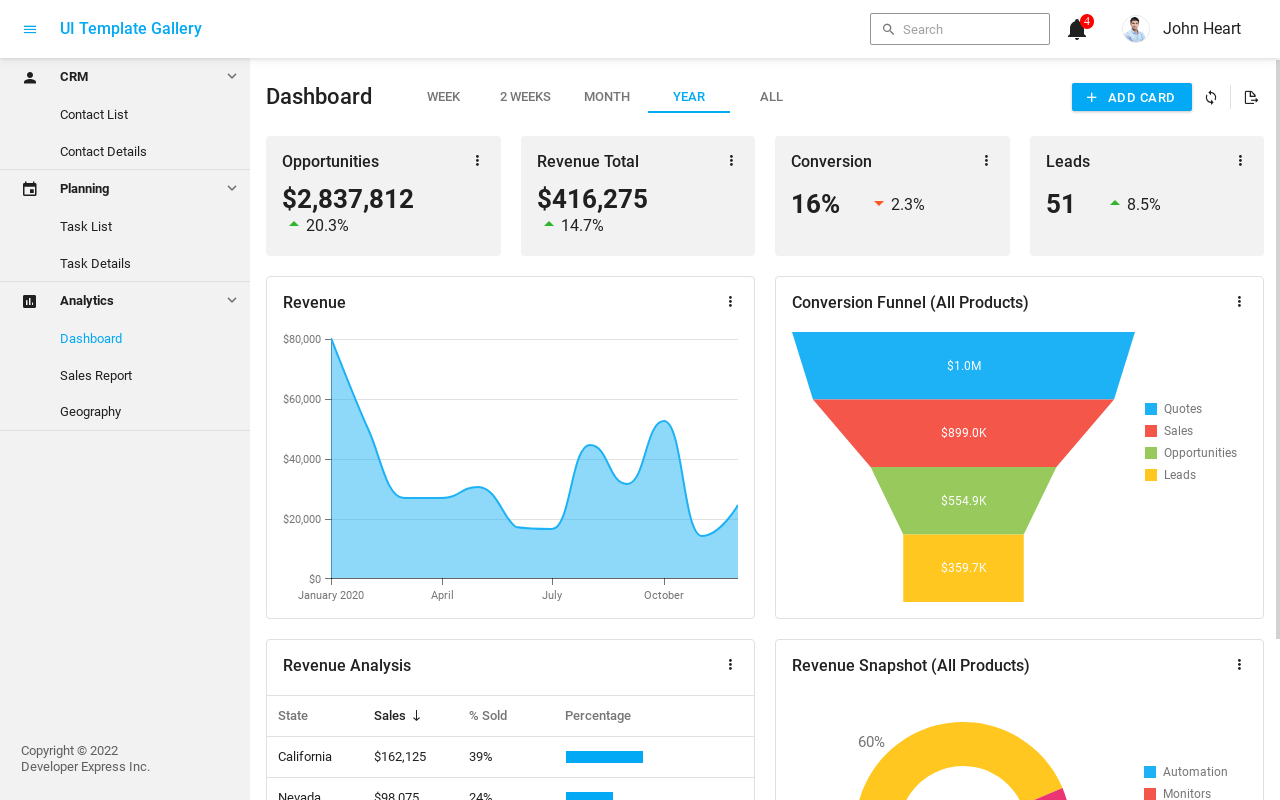 UI Template Gallery
Search
4
John Heart
CRM
Contact List
Contact Details
Planning
Task List
Task Details
Analytics
Dashboard
Sales Report
Geography
Copyright © 2022
Developer Express Inc.
Dashboard
WEEK 2 WEEKS MONTH YEAR ALL
ADD CARD
Opportunities
$2,837,812
20.3%
Revenue Total
$416,275
14.7%
Conversion
16% 2.3%
Leads
51 8.5%
Revenue
$80,000
$60,000
$40,000
$20,000
$0
January 2020 April July October
Conversion Funnel (All Products)
$1.0M
$899.0K
$554.9K
$359.7K
Quotes
Sales
Opportunities
Leads
Revenue Analysis
State Sales % Sold Percentage
California $162,125 39%
Nevada $98,075 24%
Revenue Snapshot (All Products)
60%
Automation
Monitors